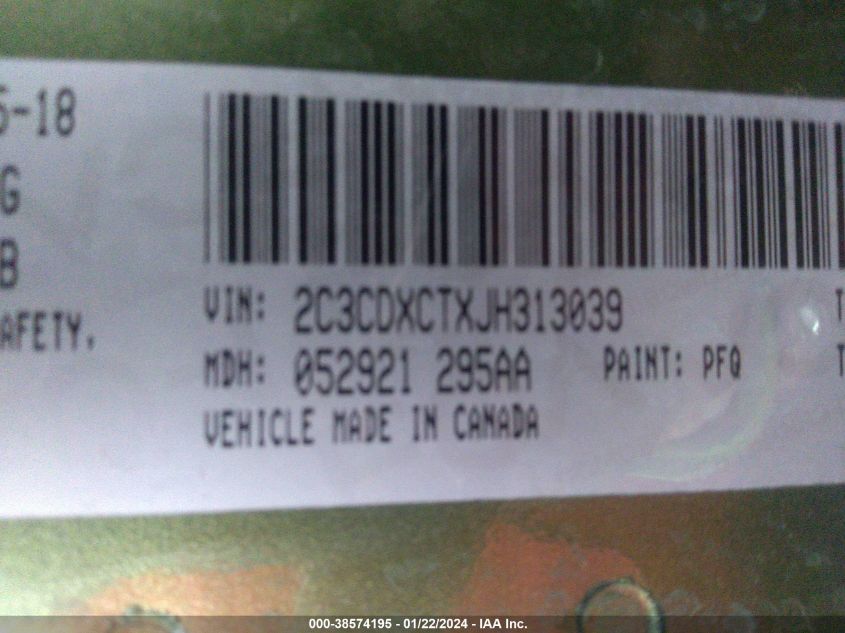 5-18
G
B
AFETY.
VIN: 2C3CDXCTXJH313039
MDH: 052921 295AA PAINT: PFQ
VEHICLE MADE IN CANADA
T
T
000-38574195 - 01/22/2024 - IAA Inc.